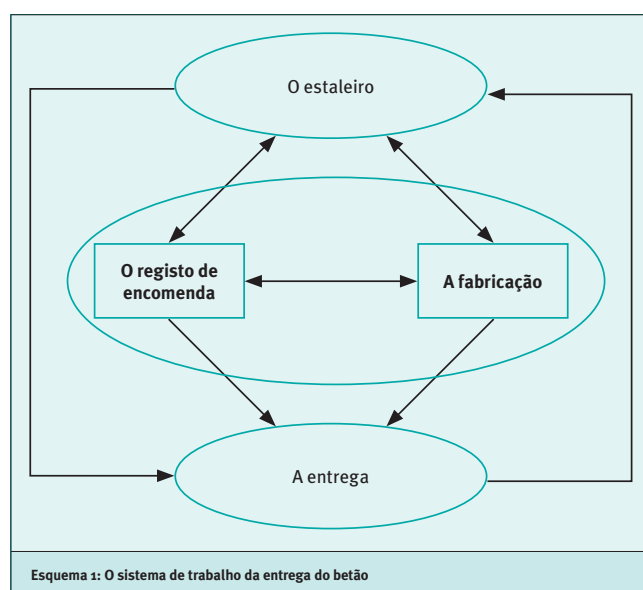 O estaleiro
O registo de
encomenda
A fabricação
A entrega
Esquema 1: O sistema de trabalho da entrega do betão